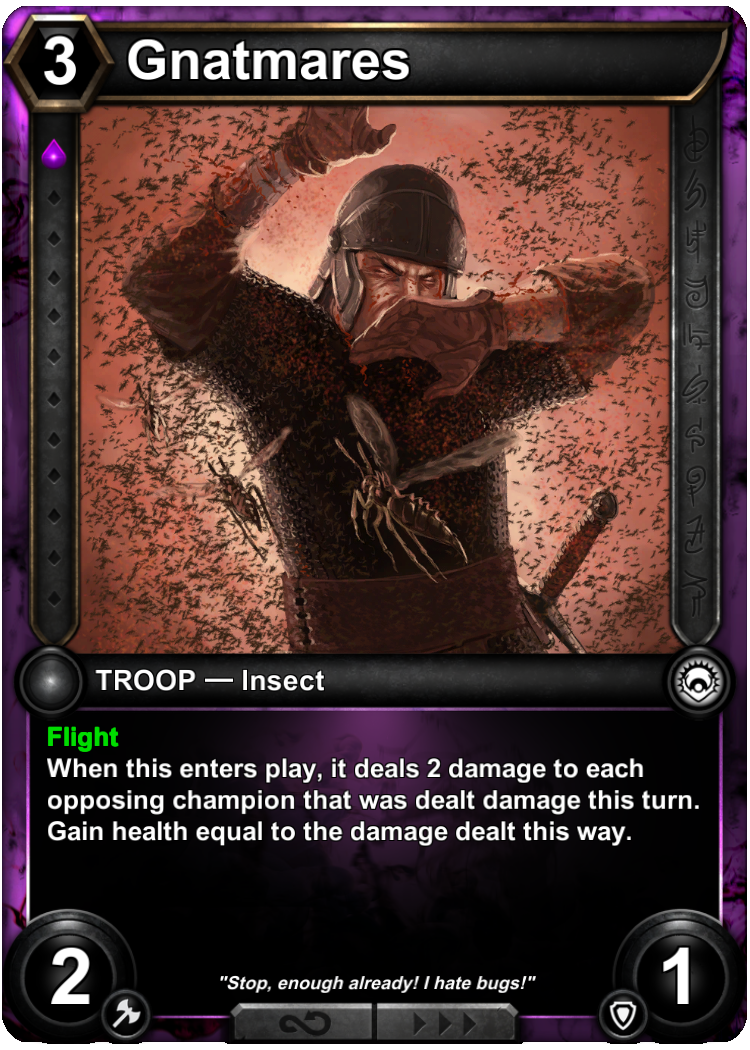 3 Gnatmares
TROOP — Insect
Flight
When this enters play, it deals 2 damage to each
opposing champion that was dealt damage this turn.
Gain health equal to the damage dealt this way.
2
"Stop, enough already! I hate bugs!"
1